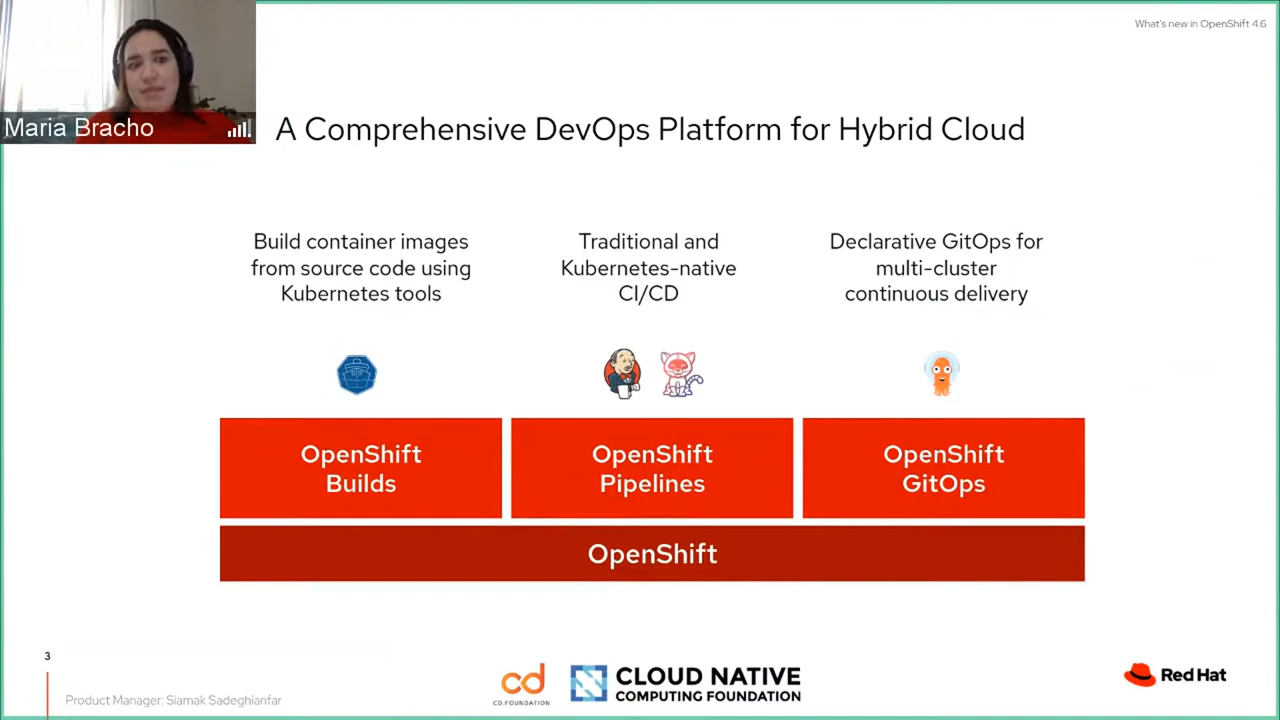 What's new in OpenShift 4.6
Maria Bracho
A Comprehensive DevOps Platform for Hybrid Cloud
Build container images
from source code using
Kubernetes tools
Traditional and
Kubernetes-native
CI/CD
Declarative GitOps for
multi-cluster
continuous delivery
OpenShift
Builds
OpenShift
Pipelines
OpenShift
GitOps
OpenShift
3
Product Manager: Siamak Sadeghianfar
cd
CD.FOUNDATION
CLOUD NATIVE
COMPUTING FOUNDATION
Red Hat